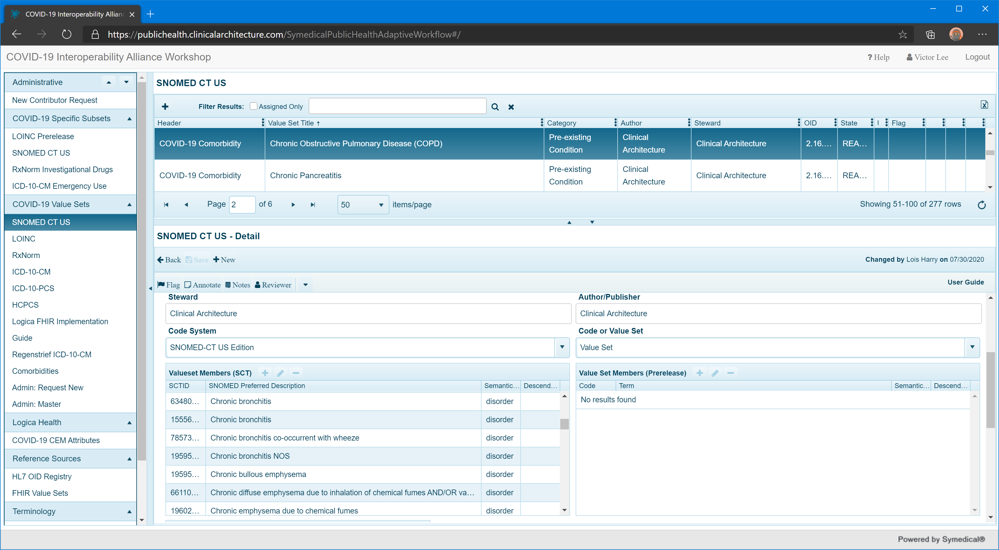 COVID-19 Interoperability Allianc
https://publichealth.clinicalarchitecture.com/SymedicalPublicHealthAdaptiveWorkflow#/
COVID-19 Interoperability Alliance Workshop
? Help Victor Lee Logout
Administrative
New Contributor Request
COVID-19 Specific Subsets
LOINC Prerelease
SNOMED CT US
RxNorm Investigational Drugs
ICD-10-CM Emergency Use
COVID-19 Value Sets
SNOMED CT US
LOINC
RxNorm
ICD-10-CM
ICD-10-PCS
HCPCS
Logica FHIR Implementation
Guide
Regenstrief ICD-10-CM
Comorbidities
Admin: Request New
Admin: Master
Logica Health
COVID-19 CEM Attributes
Reference Sources
HL7 OID Registry
FHIR Value Sets
Terminology
SNOMED CT US
Filter Results: Assigned Only
Header Value Set Title ↑ Category Author Steward OID State Flag
COVID-19 Comorbidity Chronic Obstructive Pulmonary Disease (COPD) Pre-existing Condition Clinical Architecture Clinical Architecture 2.16.... REA...
COVID-19 Comorbidity Chronic Pancreatitis Pre-existing Condition Clinical Architecture Clinical Architecture 2.16.... REA...
Page 2 of 6 50 items/page Showing 51-100 of 277 rows
SNOMED CT US - Detail
Back Save New Changed by Lois Harry on 07/30/2020
Flag Annotate Notes Reviewer User Guide
Steward Author/Publisher
Clinical Architecture Clinical Architecture
Code System Code or Value Set
SNOMED-CT US Edition Value Set
Valueset Members (SCT)
SCTID SNOMED Preferred Description Semantic... Descend...
63480... Chronic bronchitis disorder
15556... Chronic bronchitis disorder
78573... Chronic bronchitis co-occurrent with wheeze disorder
19595... Chronic bronchitis NOS disorder
19595... Chronic bullous emphysema disorder
66110... Chronic diffuse emphysema due to inhalation of chemical fumes AND/OR va... disorder
19602... Chronic emphysema due to chemical fumes disorder
Value Set Members (Prerelease)
Code Term Semantic... Descend...
No results found
Powered by Symedical®